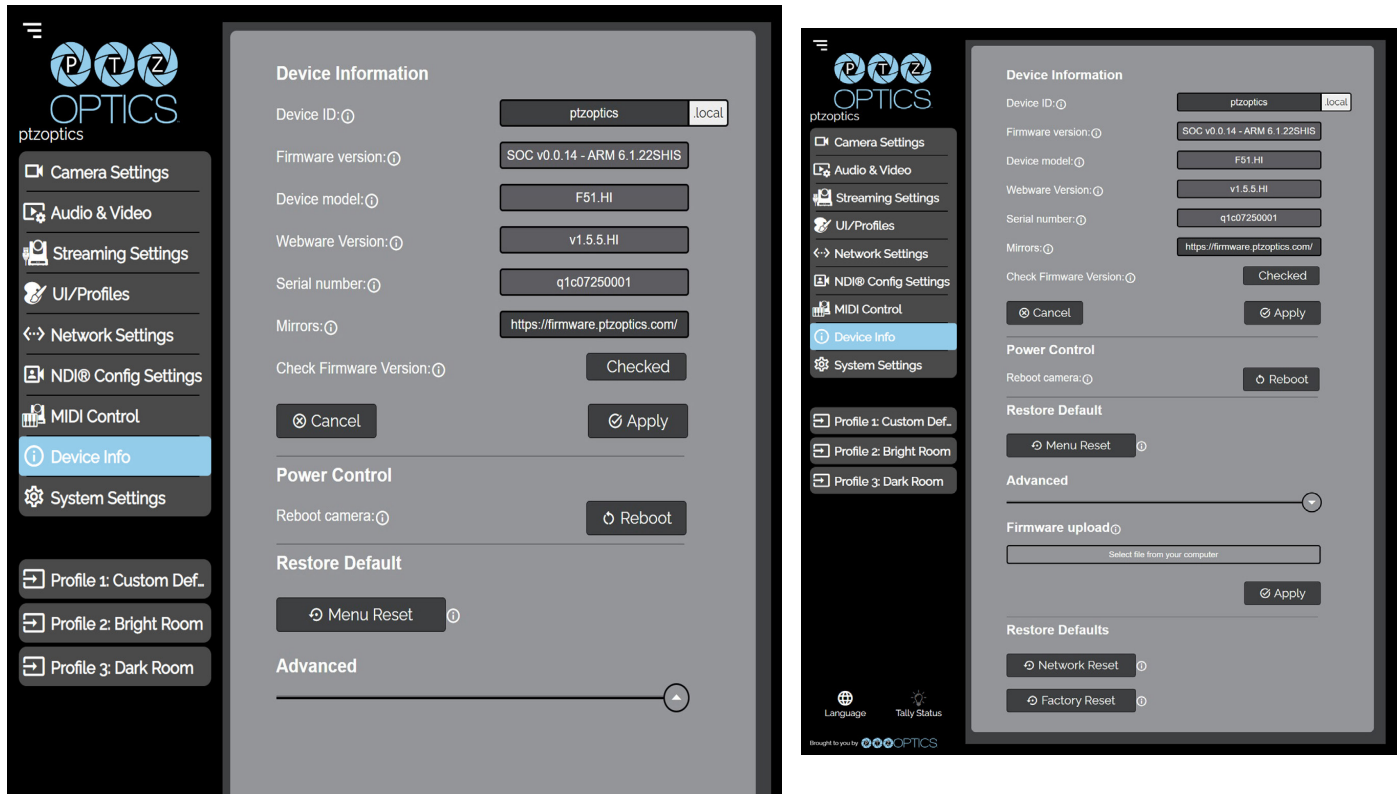 P T Z
OPTICS
ptzoptics
Camera Settings
Audio & Video
Streaming Settings
UI/Profiles
Network Settings
NDI® Config Settings
MIDI Control
Device Info
System Settings
Profile 1: Custom Def...
Profile 2: Bright Room
Profile 3: Dark Room
Device Information
Device ID: ptzoptics .local
Firmware version: SOC v0.0.14 - ARM 6.1.22SHIS
Device model: F51.HI
Webware Version: v1.5.5.HI
Serial number: q1c07250001
Mirrors: https://firmware.ptzoptics.com/
Check Firmware Version: Checked
Cancel Apply
Power Control
Reboot camera: Reboot
Restore Default
Menu Reset
Advanced
P T Z
OPTICS
ptzoptics
Camera Settings
Audio & Video
Streaming Settings
UI/Profiles
Network Settings
NDI® Config Settings
MIDI Control
Device Info
System Settings
Profile 1: Custom Def...
Profile 2: Bright Room
Profile 3: Dark Room
Language Tally Status
Brought to you by PTZOPTICS
Device Information
Device ID: ptzoptics .local
Firmware version: SOC v0.0.14 - ARM 6.1.22SHIS
Device model: F51.HI
Webware Version: v1.5.5.HI
Serial number: q1c07250001
Mirrors: https://firmware.ptzoptics.com/
Check Firmware Version: Checked
Cancel Apply
Power Control
Reboot camera: Reboot
Restore Default
Menu Reset
Advanced
Firmware upload
Select file from your computer
Apply
Restore Defaults
Network Reset
Factory Reset